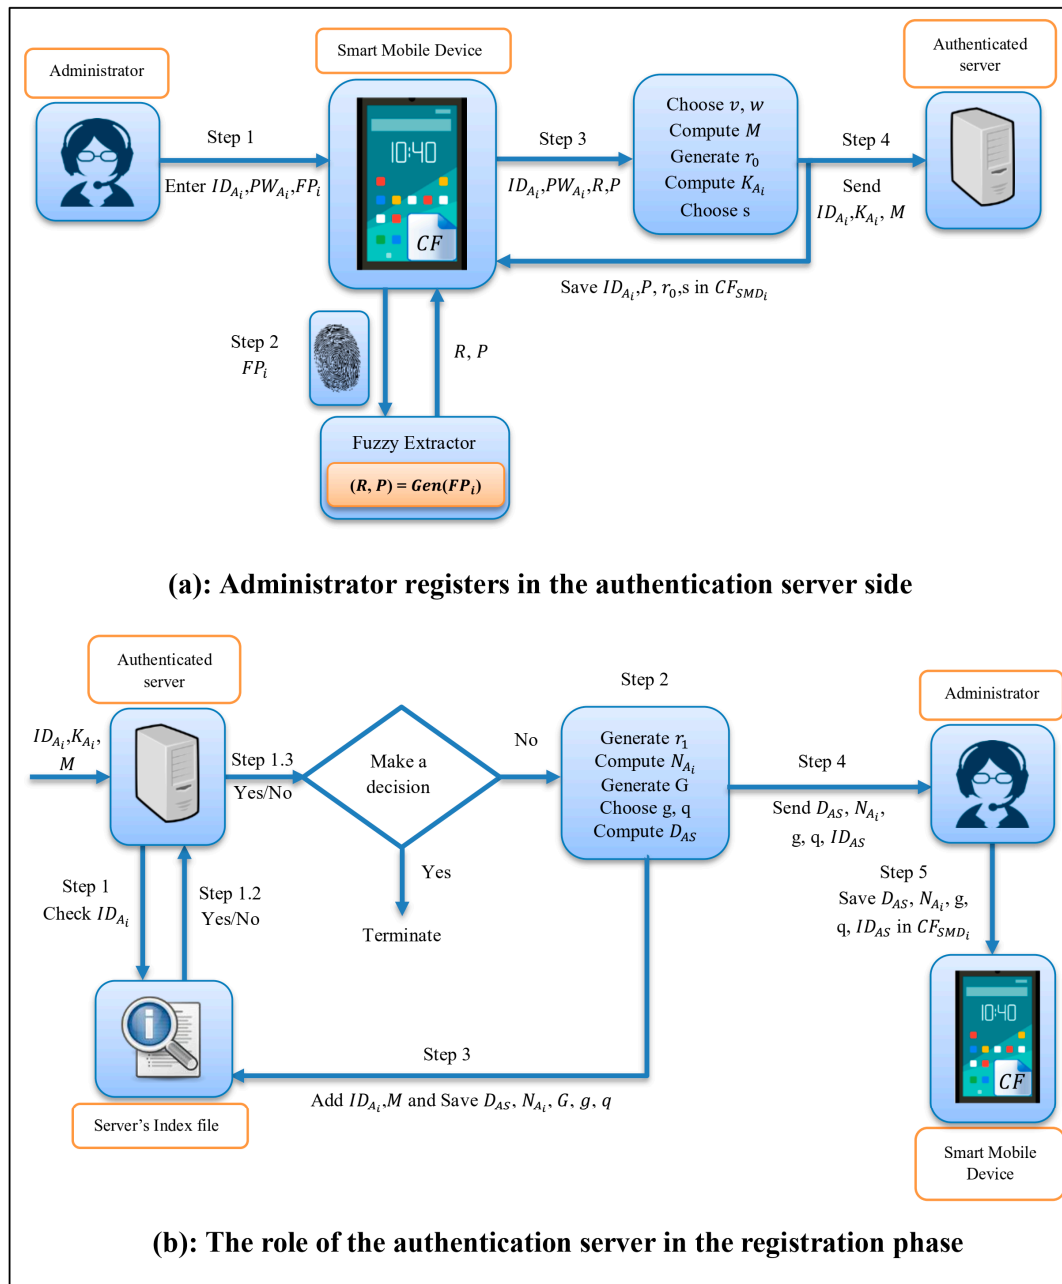 Administrator
Smart Mobile Device
Authenticated
server
Step 1
Enter ID_{A_i},PW_{A_i},FP_i
10:40
CF
Step 3
ID_{A_i},PW_{A_i},R,P
Choose v, w
Compute M
Generate r_0
Compute K_{A_i}
Choose s
Step 4
Send
ID_{A_i},K_{A_i}, M
Save ID_{A_i},P, r_0,s in CF_{SMD_i}
Step 2
FP_i
R, P
Fuzzy Extractor
(R, P) = Gen(FP_i)
(a): Administrator registers in the authentication server side
Authenticated
server
ID_{A_i},K_{A_i},
M
Step 1.3
Yes/No
Make a
decision
No
Yes
Terminate
Step 2
Generate r_1
Compute N_{A_i}
Generate G
Choose g, q
Compute D_{AS}
Step 4
Send D_{AS}, N_{A_i},
g, q, ID_{AS}
Administrator
Step 5
Save D_{AS}, N_{A_i}, g,
q, ID_{AS} in CF_{SMD_i}
Step 1
Check ID_{A_i}
Step 1.2
Yes/No
i
Server's Index file
Step 3
Add ID_{A_i},M and Save D_{AS}, N_{A_i}, G, g, q
10:40
CF
Smart Mobile
Device
(b): The role of the authentication server in the registration phase